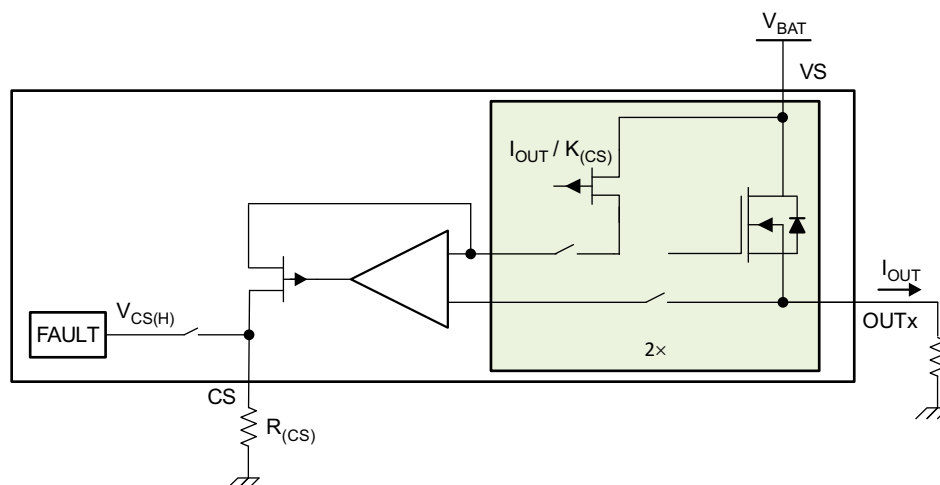 V_BAT
VS
I_OUT / K_(CS)
I_OUT
V_CS(H)
FAULT
OUTx
2×
CS
R_(CS)